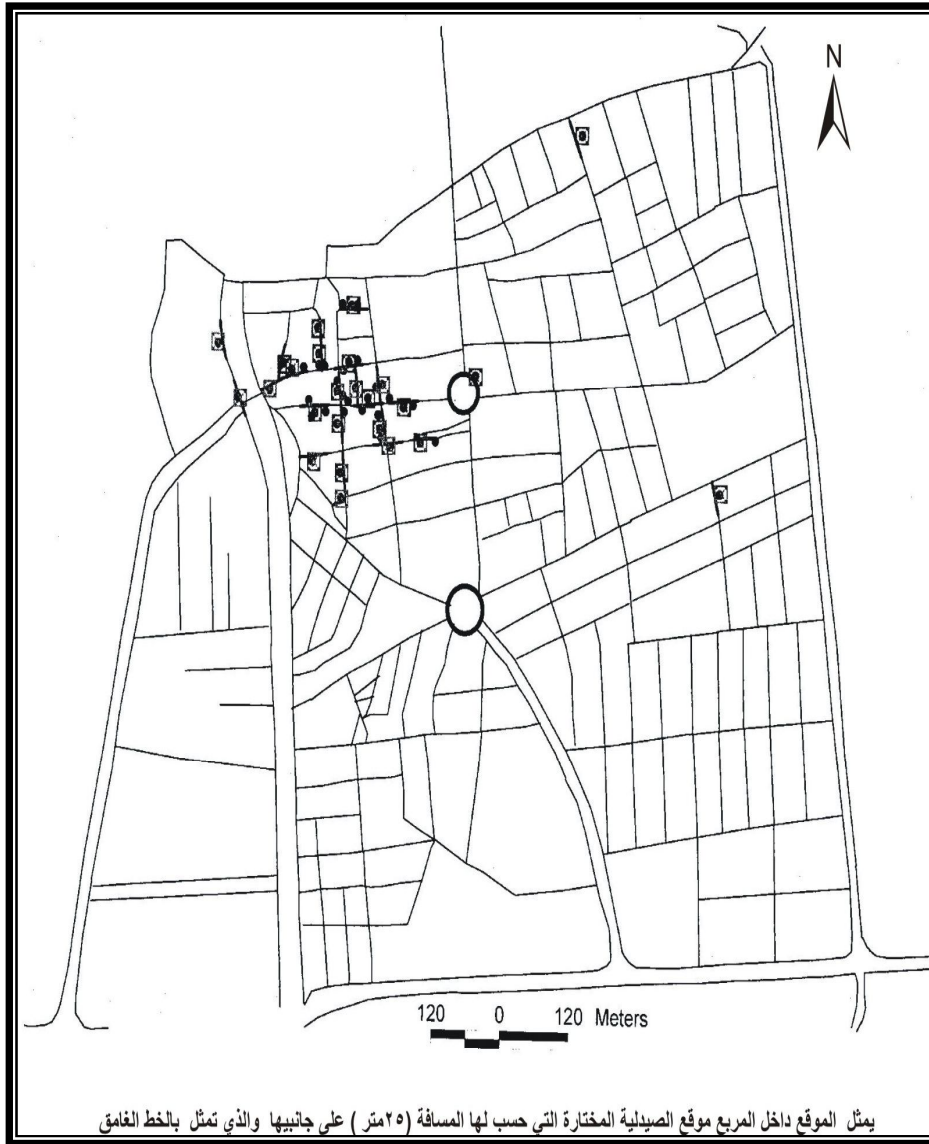 N
120 0 120 Meters
يمثل الموقع داخل المربع موقع الصيدلية المختارة التي حسب لها المسافة (٢٥متر ) على جانبيها والذي تمثل بالخط الغامق